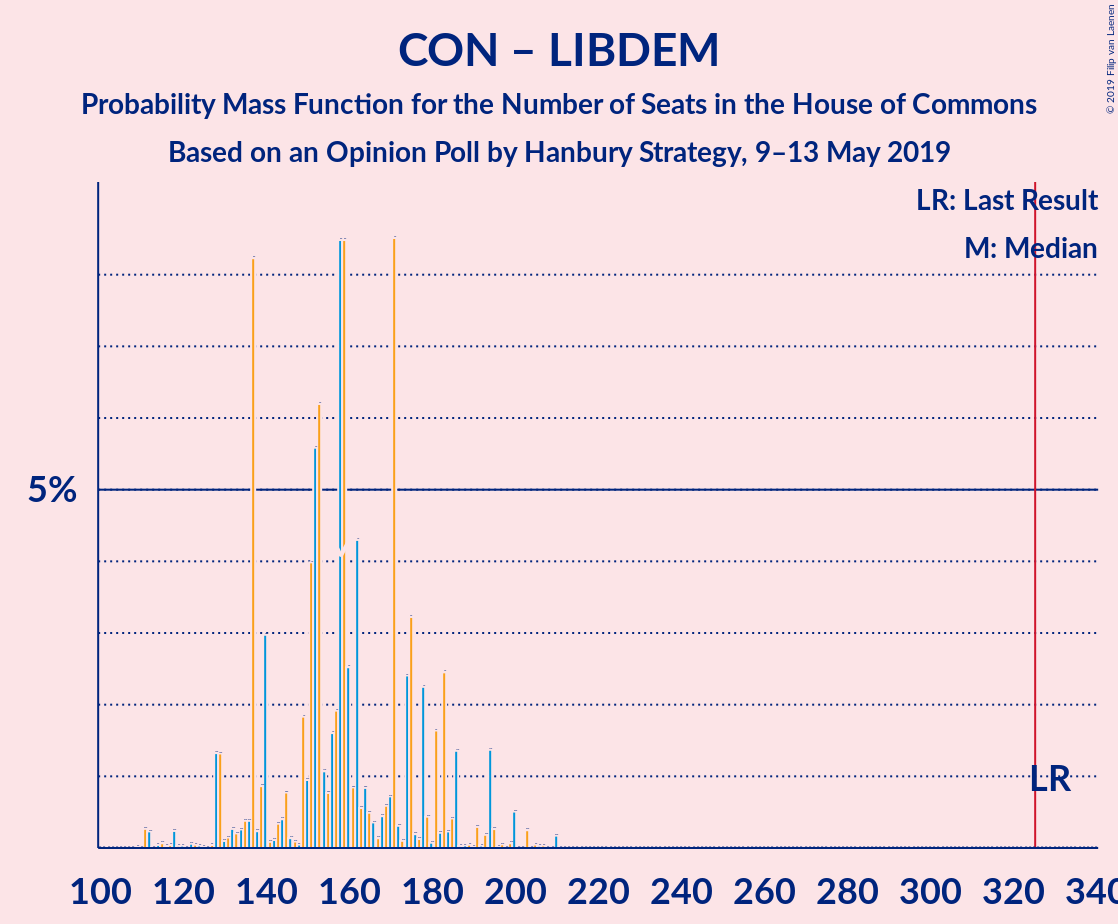 CON – LIBDEM
Probability Mass Function for the Number of Seats in the House of Commons
Based on an Opinion Poll by Hanbury Strategy, 9–13 May 2019
© 2019 Filip van Laenen
LR: Last Result
M: Median
5%
LR
100 120 140 160 180 200 220 240 260 280 300 320 340